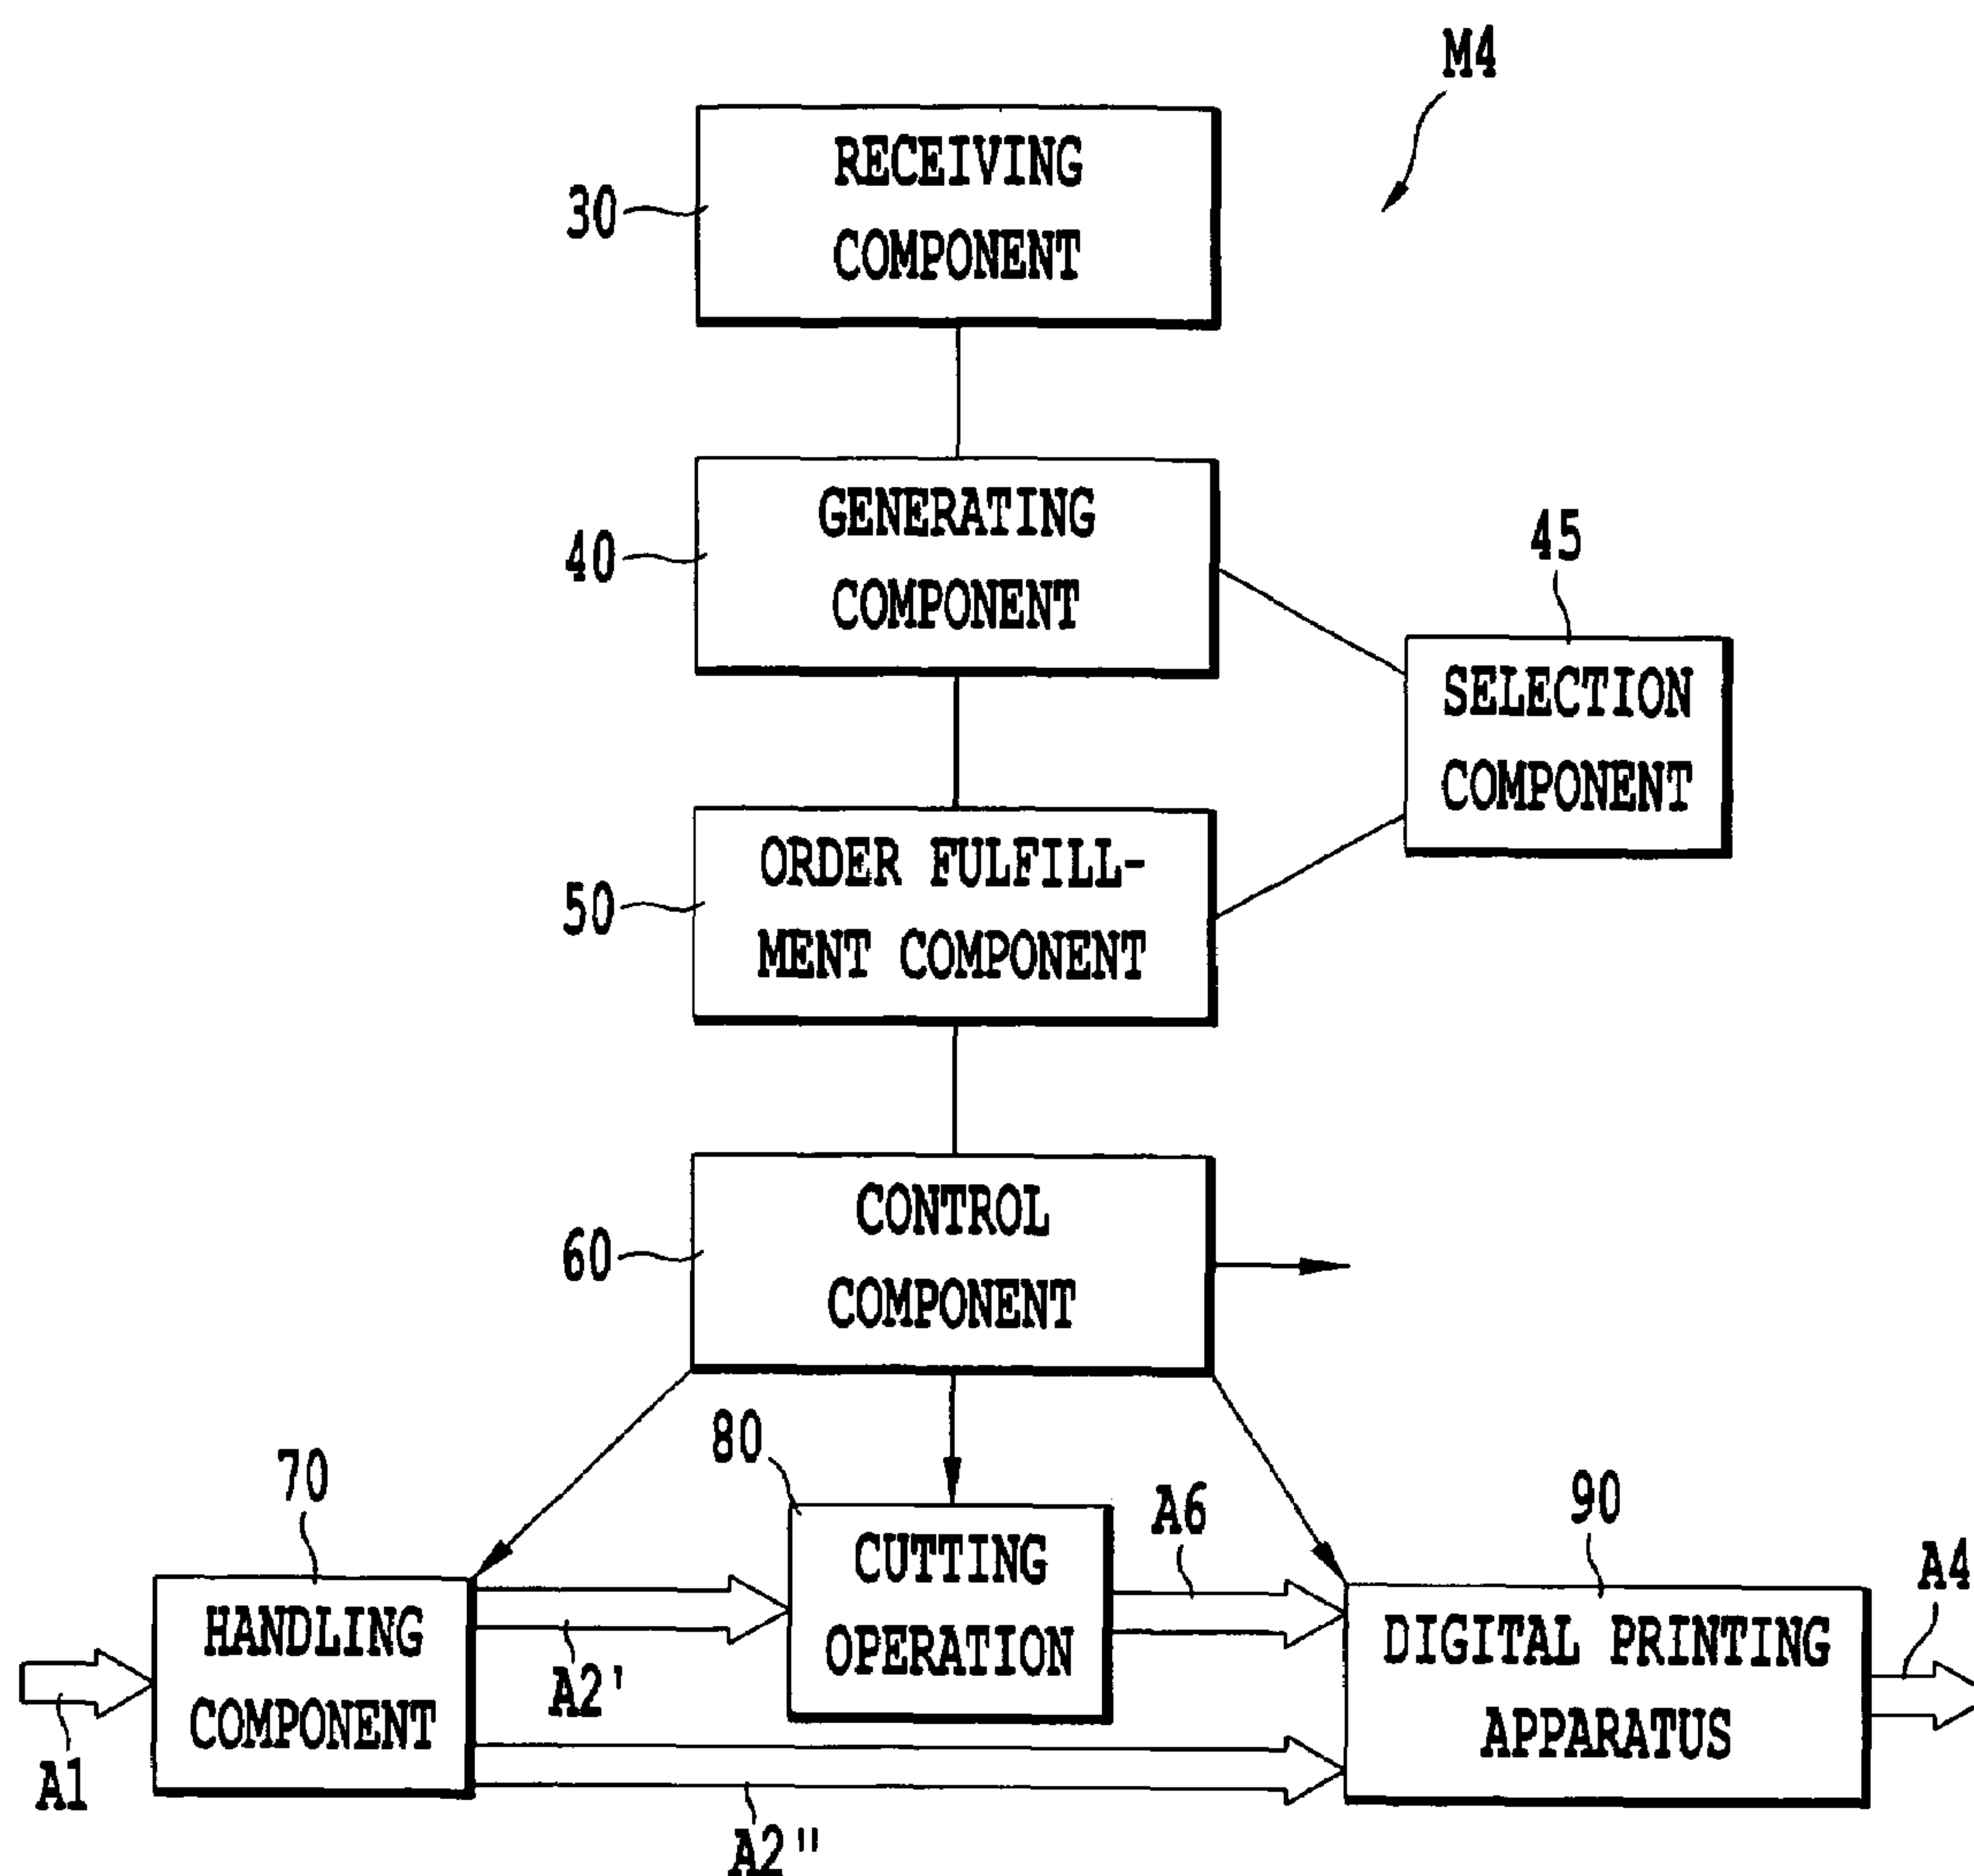 M4
RECEIVING
COMPONENT
30
GENERATING
COMPONENT
40
45
SELECTION
COMPONENT
ORDER FULFILL-
MENT COMPONENT
50
CONTROL
COMPONENT
60
70
80
A6
90
A4
HANDLING
COMPONENT
CUTTING
OPERATION
DIGITAL PRINTING
APPARATUS
A1
A2'
A2"